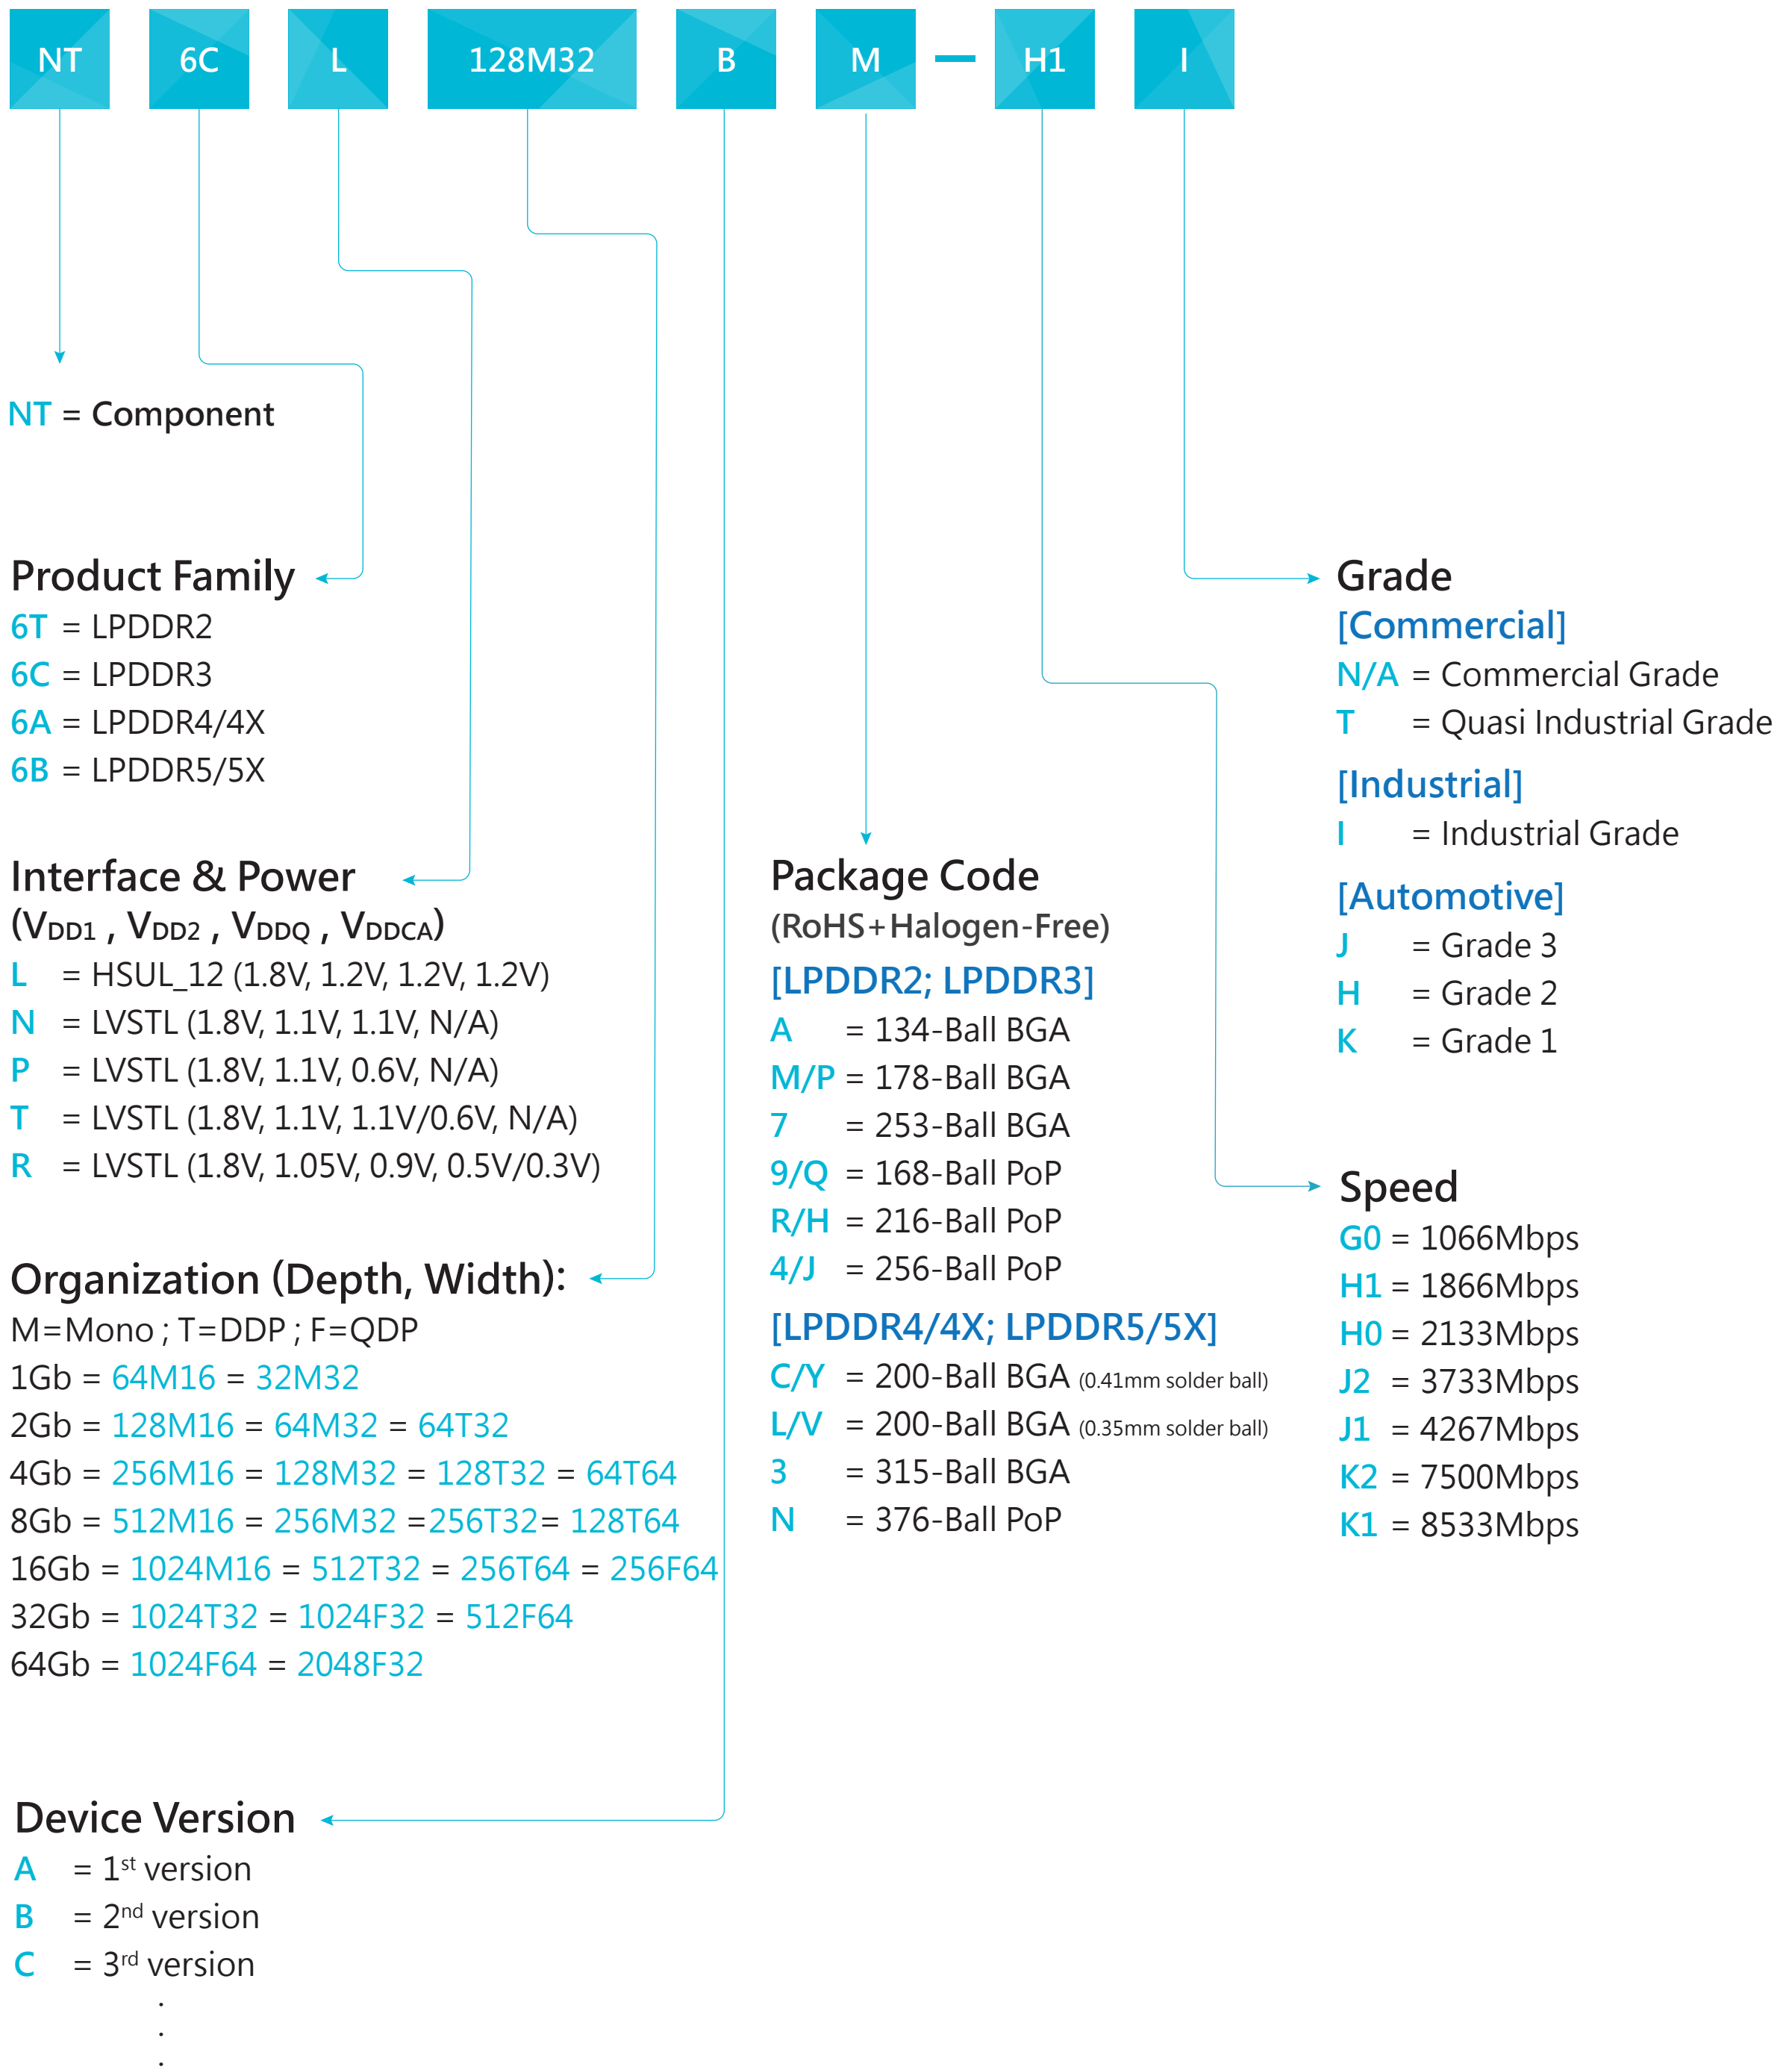 NT 6C L 128M32 B M — H1 I
NT = Component
Product Family
6T = LPDDR2
6C = LPDDR3
6A = LPDDR4/4X
6B = LPDDR5/5X
Interface & Power
(VDD1 , VDD2 , VDDQ , VDDCA)
L = HSUL_12 (1.8V, 1.2V, 1.2V, 1.2V)
N = LVSTL (1.8V, 1.1V, 1.1V, N/A)
P = LVSTL (1.8V, 1.1V, 0.6V, N/A)
T = LVSTL (1.8V, 1.1V, 1.1V/0.6V, N/A)
R = LVSTL (1.8V, 1.05V, 0.9V, 0.5V/0.3V)
Organization (Depth, Width):
M=Mono ; T=DDP ; F=QDP
1Gb = 64M16 = 32M32
2Gb = 128M16 = 64M32 = 64T32
4Gb = 256M16 = 128M32 = 128T32 = 64T64
8Gb = 512M16 = 256M32 =256T32= 128T64
16Gb = 1024M16 = 512T32 = 256T64 = 256F64
32Gb = 1024T32 = 1024F32 = 512F64
64Gb = 1024F64 = 2048F32
Device Version
A = 1st version
B = 2nd version
C = 3rd version
.
.
.
Package Code
(RoHS+Halogen-Free)
[LPDDR2; LPDDR3]
A = 134-Ball BGA
M/P = 178-Ball BGA
7 = 253-Ball BGA
9/Q = 168-Ball PoP
R/H = 216-Ball PoP
4/J = 256-Ball PoP
[LPDDR4/4X; LPDDR5/5X]
C/Y = 200-Ball BGA (0.41mm solder ball)
L/V = 200-Ball BGA (0.35mm solder ball)
3 = 315-Ball BGA
N = 376-Ball PoP
Grade
[Commercial]
N/A = Commercial Grade
T = Quasi Industrial Grade
[Industrial]
I = Industrial Grade
[Automotive]
J = Grade 3
H = Grade 2
K = Grade 1
Speed
G0 = 1066Mbps
H1 = 1866Mbps
H0 = 2133Mbps
J2 = 3733Mbps
J1 = 4267Mbps
K2 = 7500Mbps
K1 = 8533Mbps